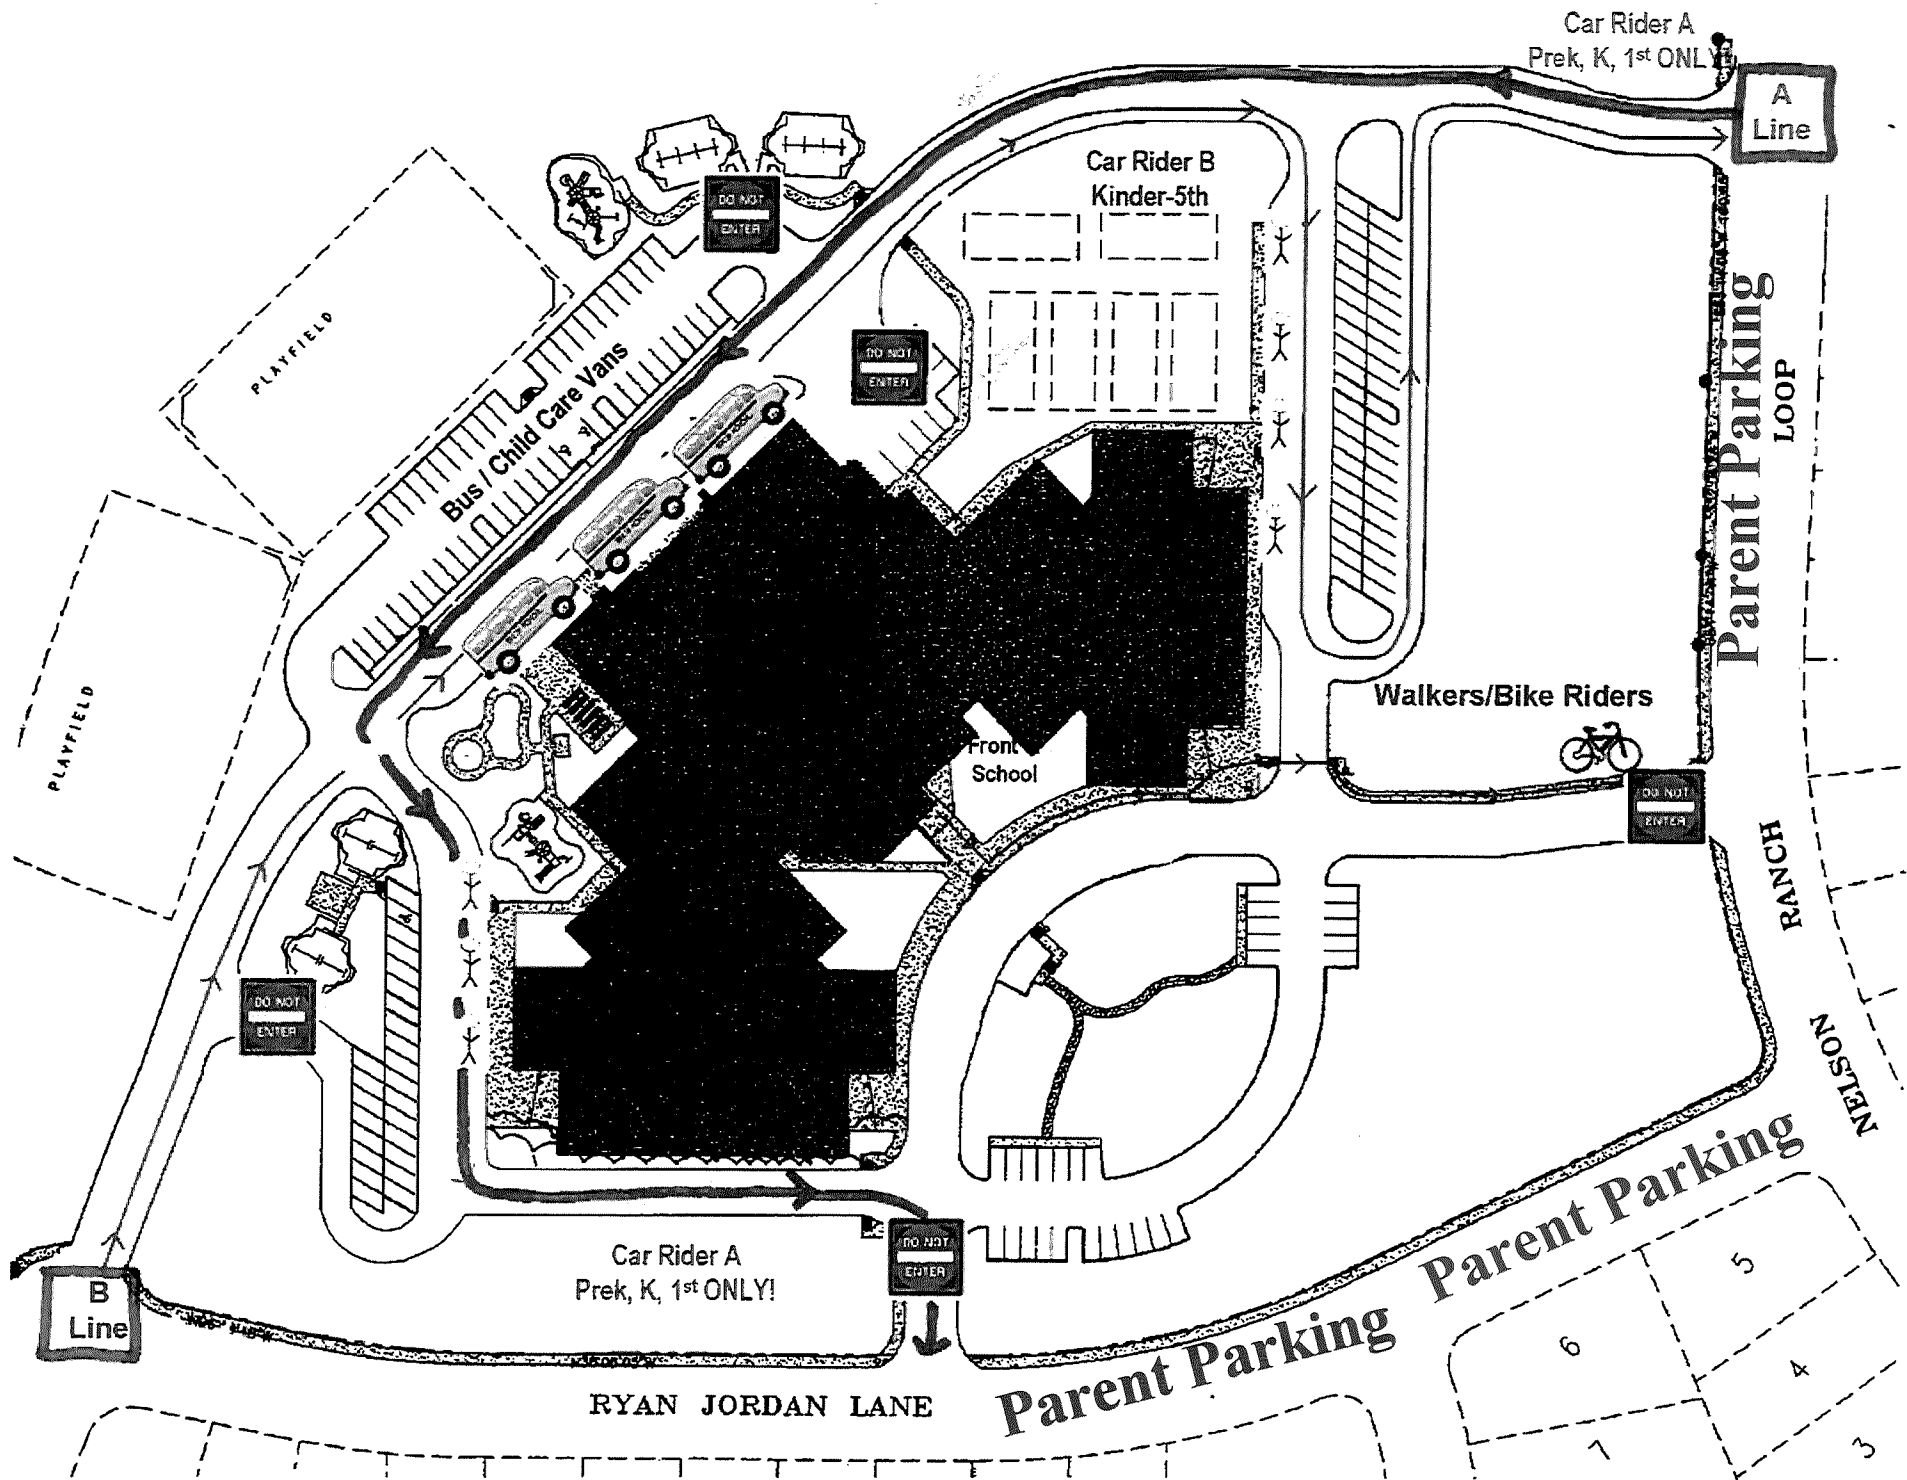 Car Rider A
Prek, K, 1st ONLY!
A
Line
Car Rider B
Kinder-5th
DO NOT
ENTER
PLAYFIELD
Bus / Child Care Vans
DO NOT
ENTER
Parent Parking
LOOP
PLAYFIELD
Walkers/Bike Riders
Front
School
DO NOT
ENTER
RANCH
DO NOT
ENTER
NELSON
Car Rider A
Prek, K, 1st ONLY!
DO NOT
ENTER
B
Line
Parent Parking
Parent Parking
RYAN JORDAN LANE
5
6
4
7
3